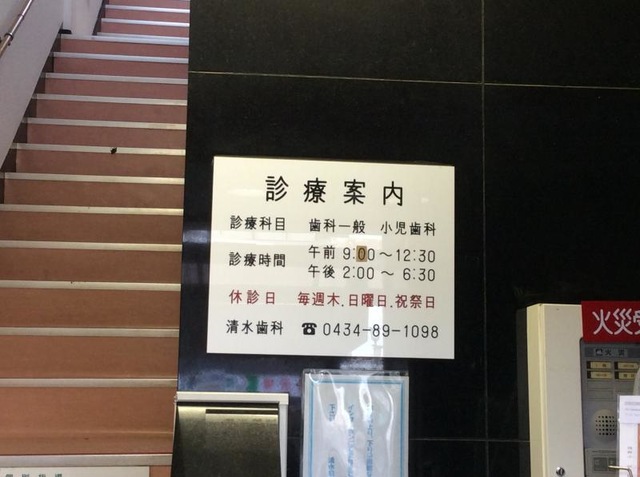 診療案内
診療科目 歯科一般 小児歯科
診療時間 午前 9:00～12:30
午後 2:00～ 6:30
休診日 毎週木.日曜日.祝祭日
清水歯科 ☎ 0434-89-1098
火災
火災